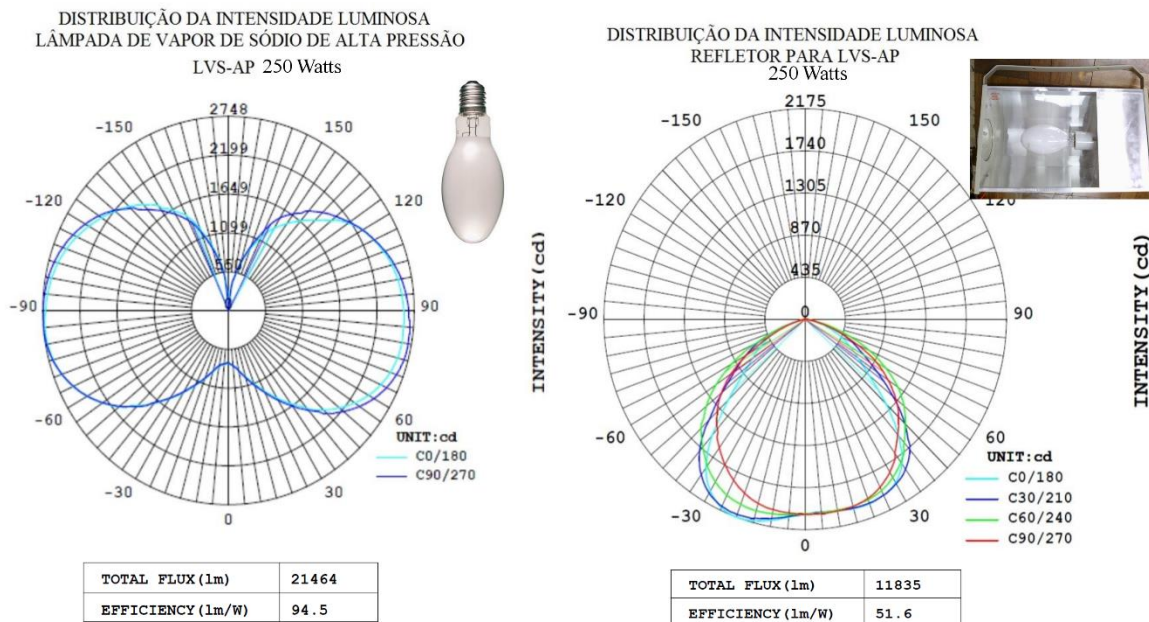 DISTRIBUIÇÃO DA INTENSIDADE LUMINOSA
LÂMPADA DE VAPOR DE SÓDIO DE ALTA PRESSÃO
LVS-AP 250 Watts
2748
-150
150
2199
1649
-120
120
1099
550
0
-90
90
-60
60
UNIT:cd
C0/180
C90/270
-30
30
0
INTENSITY(cd)
TOTAL FLUX(lm) 21464
EFFICIENCY(lm/W) 94.5
DISTRIBUIÇÃO DA INTENSIDADE LUMINOSA
REFLETOR PARA LVS-AP
250 Watts
2175
-150
150
1740
1305
-120
120
870
435
0
-90
90
-60
60
UNIT:cd
C0/180
C30/210
C60/240
C90/270
-30
30
0
INTENSITY(cd)
TOTAL FLUX(lm) 11835
EFFICIENCY(lm/W) 51.6